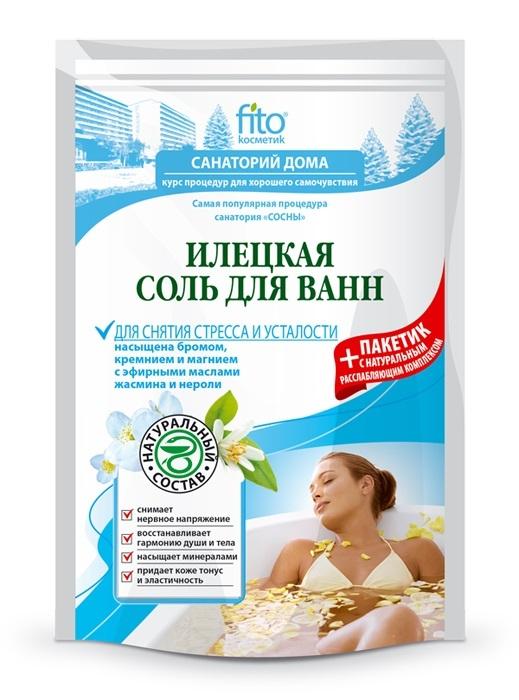 fito®
косметик
САНАТОРИЙ ДОМА
курс процедур для хорошего самочувствия
Самая популярная процедура
санатория «СОСНЫ»
ИЛЕЦКАЯ
СОЛЬ ДЛЯ ВАНН
ДЛЯ СНЯТИЯ СТРЕССА И УСТАЛОСТИ
насыщена бромом,
кремнием и магнием
с эфирными маслами
жасмина и нероли
+ ПАКЕТИК
С НАТУРАЛЬНЫМ
РАССЛАБЛЯЮЩИМ КОМПЛЕКСОМ
НАТУРАЛЬНЫЙ
СОСТАВ
снимает
нервное напряжение
восстанавливает
гармонию души и тела
насыщает минералами
придает коже тонус
и эластичность